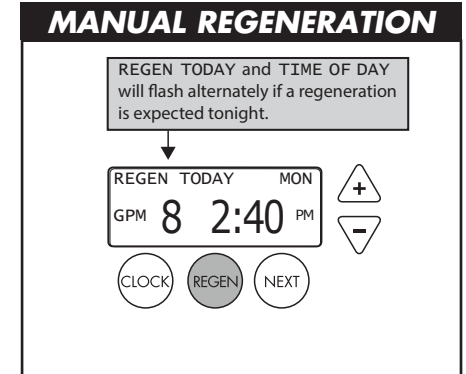 MANUAL REGENERATION
REGEN TODAY and TIME OF DAY
will flash alternately if a regeneration
is expected tonight.
REGEN TODAY MON
GPM 8 2:40 PM
+
-
CLOCK REGEN NEXT